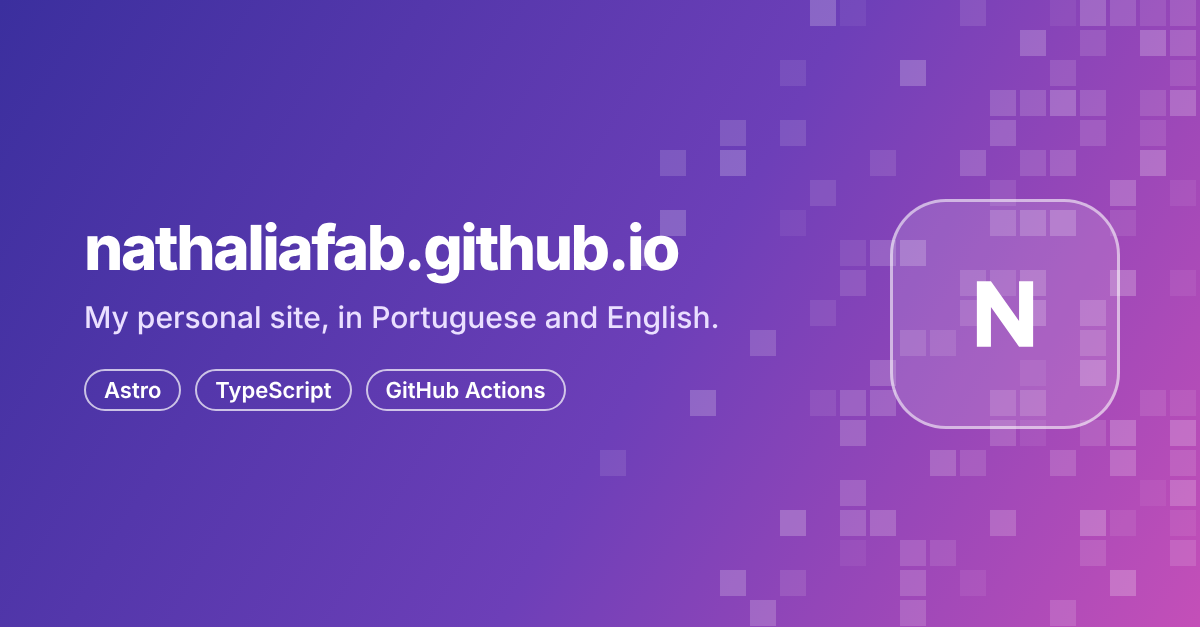 nathaliafab.github.io
My personal site, in Portuguese and English.
Astro TypeScript GitHub Actions
N